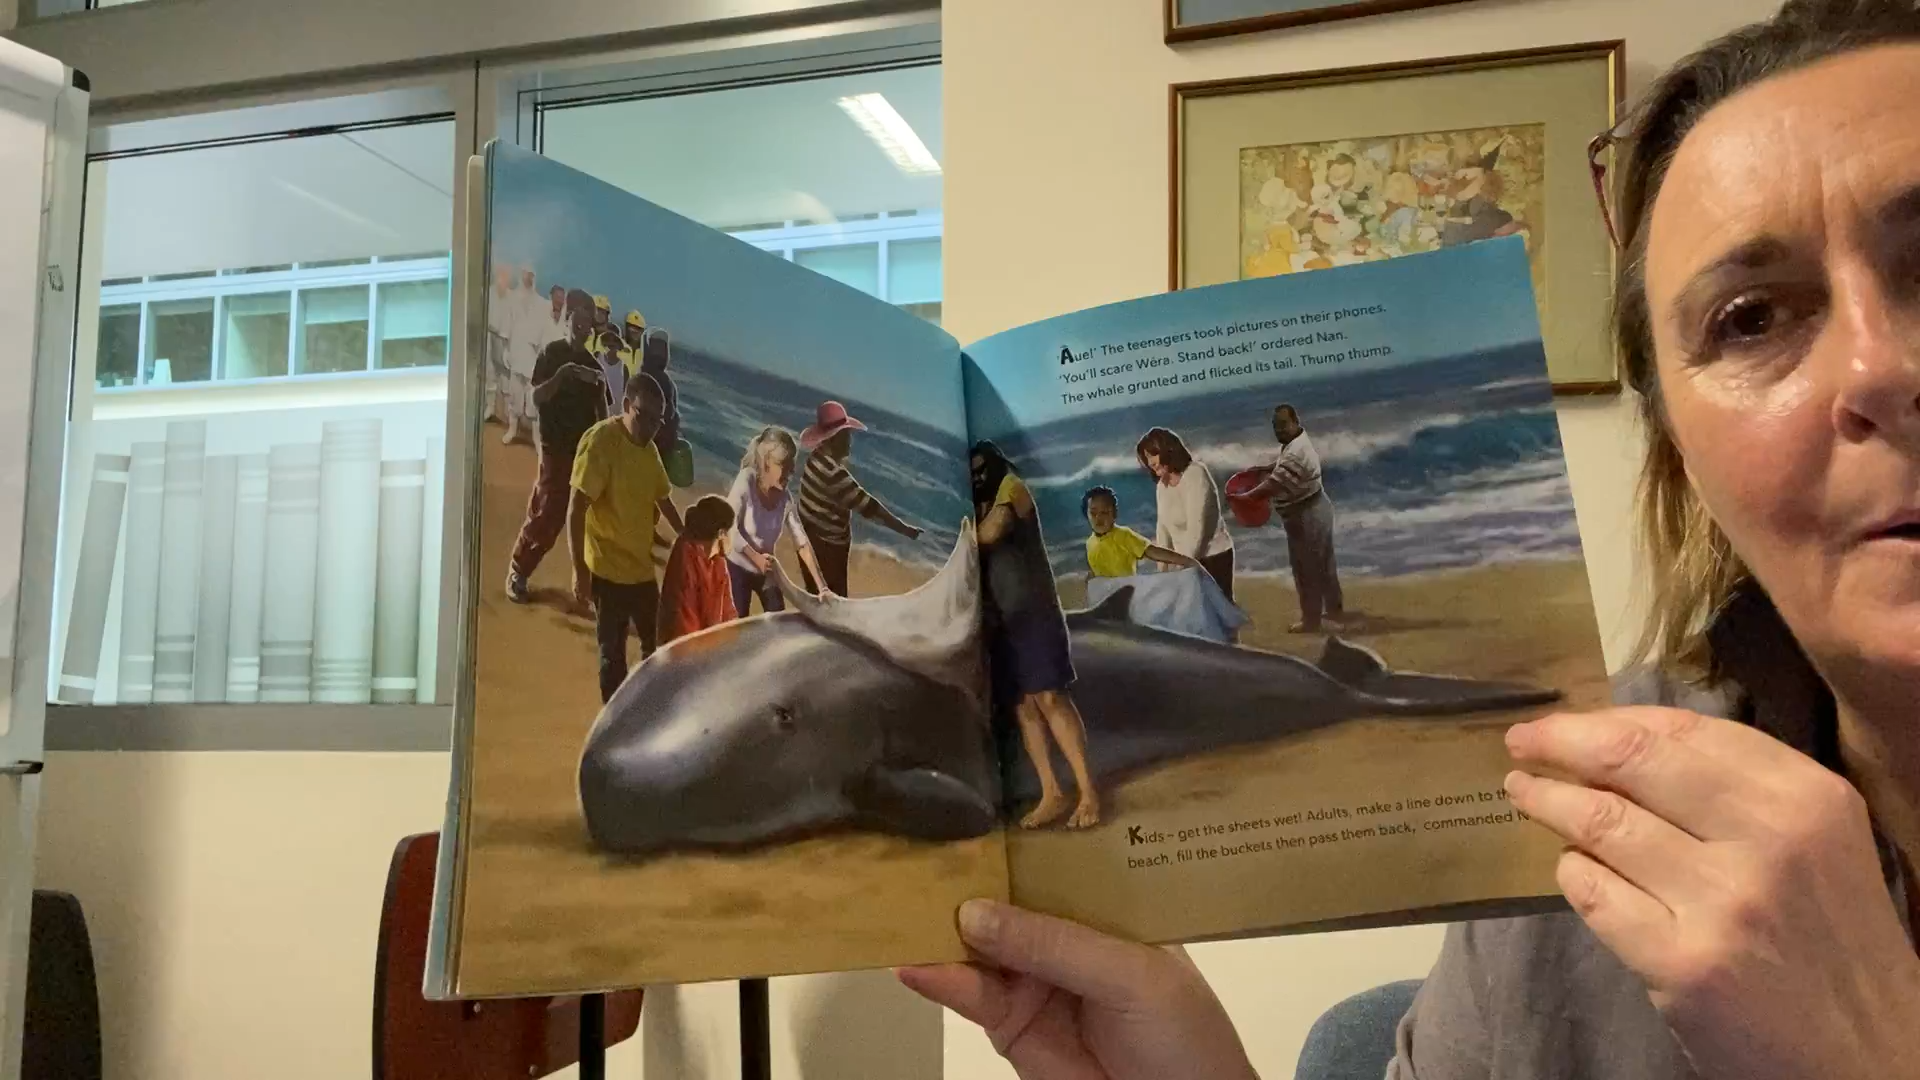 'Āue!' The teenagers took pictures on their phones.
'You'll scare Wēra. Stand back!' ordered Nan.
The whale grunted and flicked its tail. Thump thump.
'Kids – get the sheets wet! Adults, make a line down to
beach, fill the buckets then pass them back,' commanded